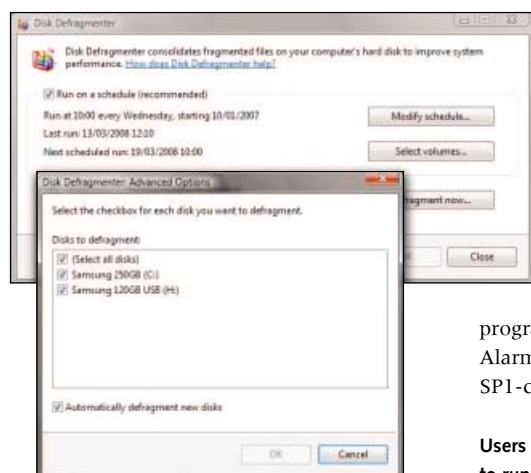 Disk Defragmenter
Disk Defragmenter consolidates fragmented files on your computer's hard disk to improve system
performance. How does Disk Defragmenter help?
Run on a schedule (recommended)
Run at 10:00 every Wednesday, starting 10/01/2007
Modify schedule...
Last run: 13/03/2008 12:10
Next scheduled run: 19/03/2008 10:00
Select volumes...
Disk Defragmenter: Advanced Options
Select the checkbox for each disk you want to defragment.
Disks to defragment:
(Select all disks)
Samsung 250GB (C:)
Samsung 120GB USB (H:)
Automatically defragment new disks
OK
Cancel
now...
Close
progra
Alarm
SP1-c
Users
to run